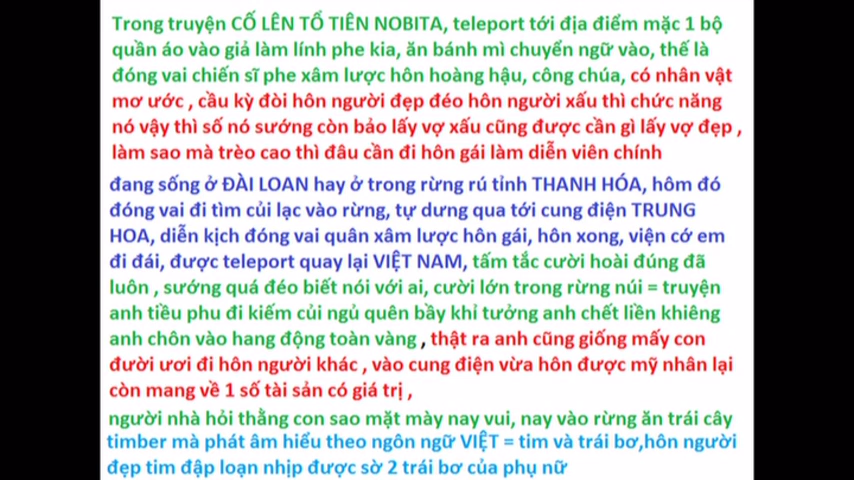 Trong truyện CỐ LÊN TỔ TIÊN NOBITA, teleport tới địa điểm mặc 1 bộ
quần áo vào giả làm lính phe kia, ăn bánh mì chuyển ngữ vào, thế là
đóng vai chiến sĩ phe xâm lược hôn hoàng hậu, công chúa, có nhân vật
mơ ước , cầu kỳ đòi hôn người đẹp đéo hôn người xấu thì chức năng
nó vậy thì số nó sướng còn bảo lấy vợ xấu cũng được cần gì lấy vợ đẹp ,
làm sao mà trèo cao thì đâu cần đi hôn gái làm diễn viên chính
đang sống ở ĐÀI LOAN hay ở trong rừng rú tỉnh THANH HÓA, hôm đó
đóng vai đi tìm củi lạc vào rừng, tự dưng qua tới cung điện TRUNG
HOA, diễn kịch đóng vai quân xâm lược hôn gái, hôn xong, viện cớ em
đi đái, được teleport quay lại VIỆT NAM, tấm tắc cười hoài đúng đã
luôn , sướng quá đéo biết nói với ai, cười lớn trong rừng núi = truyện
anh tiều phu đi kiếm củi ngủ quên bầy khỉ tưởng anh chết liền khiêng
anh chôn vào hang động toàn vàng , thật ra anh cũng giống mấy con
đười ươi đi hôn người khác , vào cung điện vừa hôn được mỹ nhân lại
còn mang về 1 số tài sản có giá trị ,
người nhà hỏi thằng con sao mặt mày nay vui, nay vào rừng ăn trái cây
timber mà phát âm hiểu theo ngôn ngữ VIỆT = tim và trái bơ,hôn người
đẹp tim đập loạn nhịp được sờ 2 trái bơ của phụ nữ